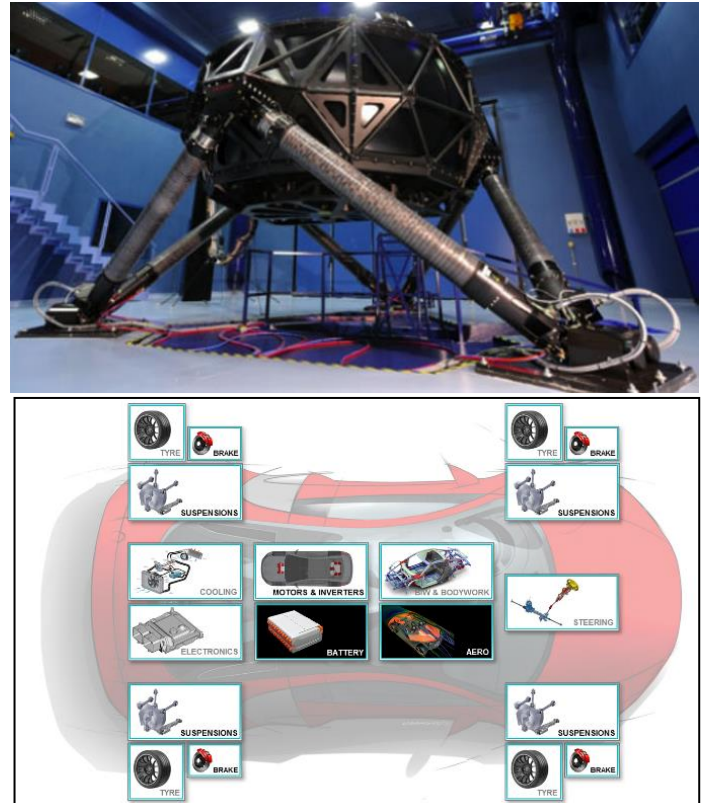 TYRE
BRAKE
TYRE
BRAKE
SUSPENSIONS
SUSPENSIONS
COOLING
MOTORS & INVERTERS
BIW & BODYWORK
STEERING
ELECTRONICS
BATTERY
AERO
SUSPENSIONS
SUSPENSIONS
TYRE
BRAKE
TYRE
BRAKE